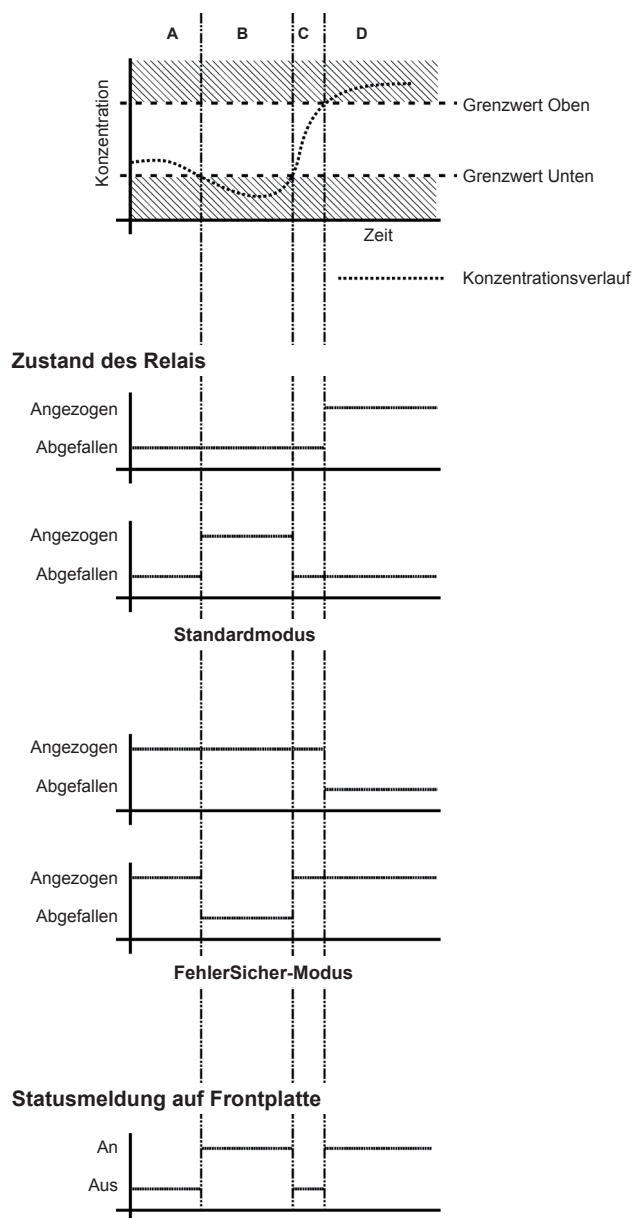 A B C D
Konzentration
Grenzwert Oben
Grenzwert Unten
Zeit
Konzentrationsverlauf
Zustand des Relais
Angezogen
Abgefallen
Angezogen
Abgefallen
Standardmodus
Angezogen
Abgefallen
Angezogen
Abgefallen
FehlerSicher-Modus
Statusmeldung auf Frontplatte
An
Aus